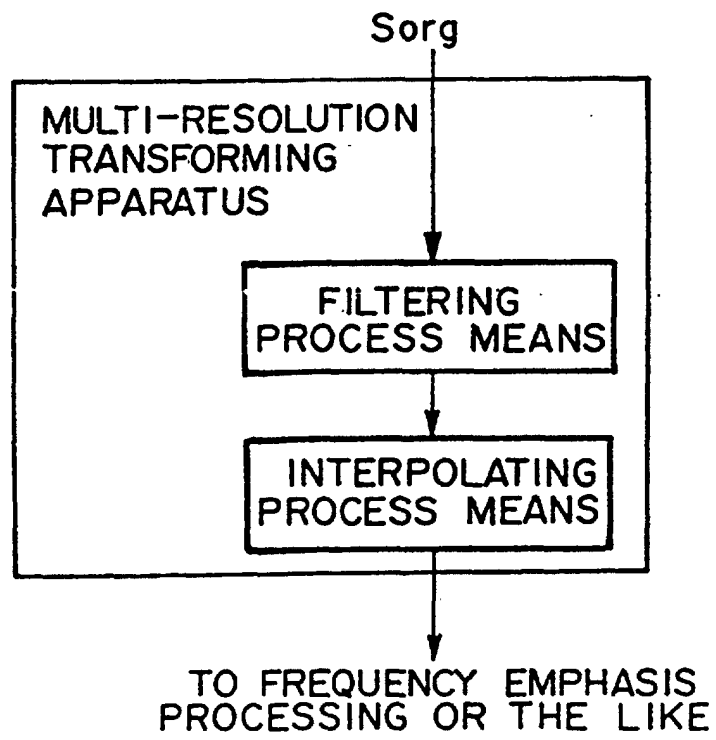 Sorg
MULTI-RESOLUTION
TRANSFORMING
APPARATUS
FILTERING
PROCESS MEANS
INTERPOLATING
PROCESS MEANS
TO FREQUENCY EMPHASIS
PROCESSING OR THE LIKE